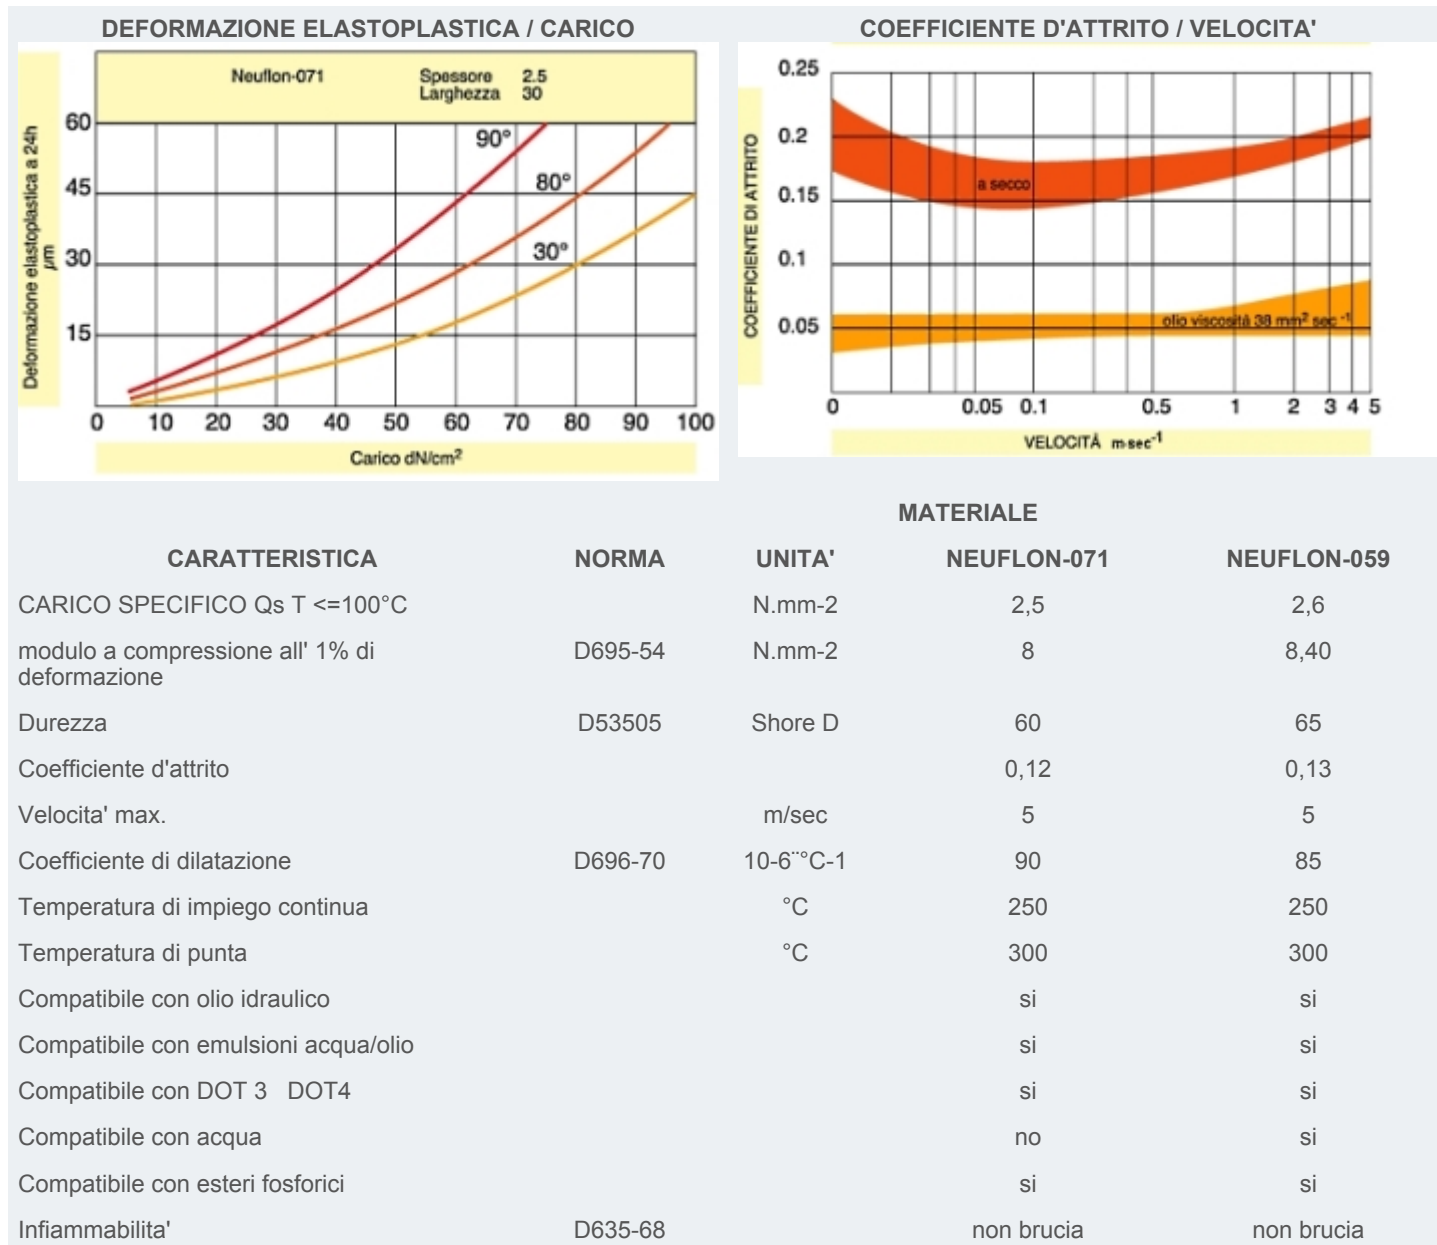 DEFORMAZIONE ELASTOPLASTICA / CARICO
Neuflon-071 Spessore 2.5
Larghezza 30
Deformazione elastoplastica a 24h
µm
60
45
30
15
90°
80°
30°
0 10 20 30 40 50 60 70 80 90 100
Carico dN/cm²
COEFFICIENTE D'ATTRITO / VELOCITA'
COEFFICIENTE DI ATTRITO
0.25
0.2
0.15
0.1
0.05
a secco
olio viscosità 38 mm² sec -1
0 0.05 0.1 0.5 1 2 3 4 5
VELOCITÁ m·sec-1
MATERIALE
CARATTERISTICA NORMA UNITA' NEUFLON-071 NEUFLON-059
CARICO SPECIFICO Qs T <=100°C N.mm-2 2,5 2,6
modulo a compressione all' 1% di D695-54 N.mm-2 8 8,40
deformazione
Durezza D53505 Shore D 60 65
Coefficiente d'attrito 0,12 0,13
Velocita' max. m/sec 5 5
Coefficiente di dilatazione D696-70 10-6¨°C-1 90 85
Temperatura di impiego continua °C 250 250
Temperatura di punta °C 300 300
Compatibile con olio idraulico si si
Compatibile con emulsioni acqua/olio si si
Compatibile con DOT 3 DOT4 si si
Compatibile con acqua no si
Compatibile con esteri fosforici si si
Infiammabilita' D635-68 non brucia non brucia